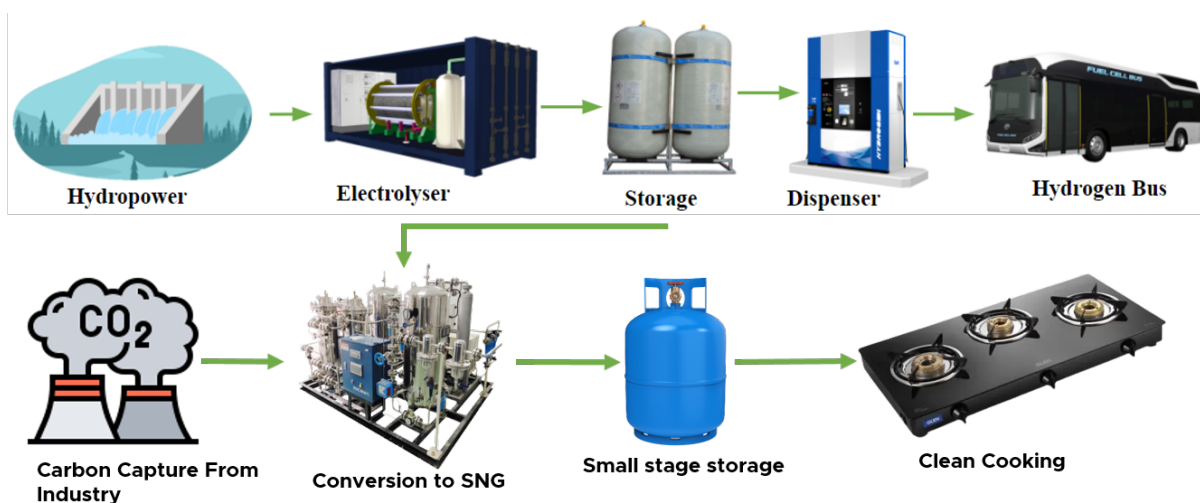 FUEL CELL BUS
HYDROGEN
Hydropower
Electrolyser
Storage
Dispenser
Hydrogen Bus
CO2
Carbon Capture From
Industry
Conversion to SNG
Small stage storage
Clean Cooking